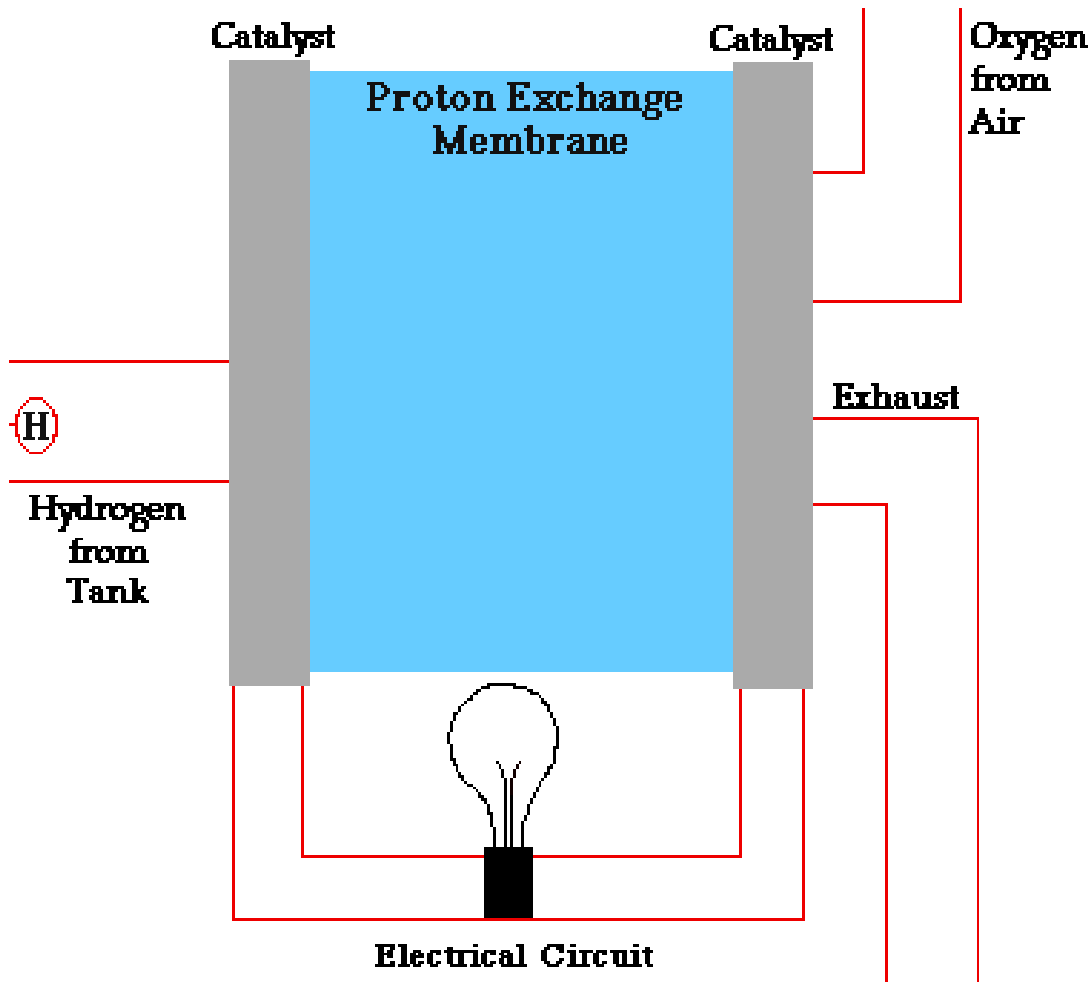 Catalyst
Catalyst
Oxygen
from
Air
Proton Exchange
Membrane
Exhaust
H
Hydrogen
from
Tank
Electrical Circuit